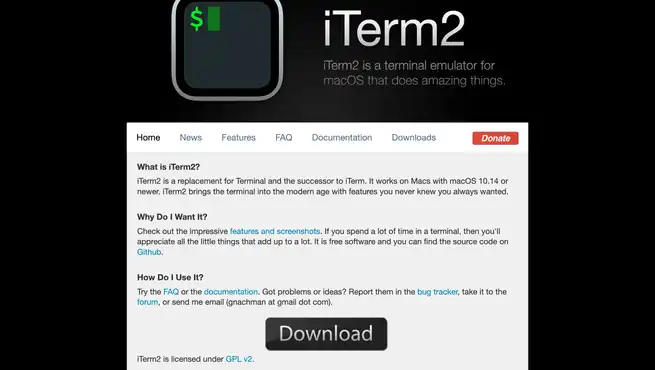 $
iTerm2
iTerm2 is a terminal emulator for
macOS that does amazing things.
Home News Features FAQ Documentation Downloads Donate
What is iTerm2?
iTerm2 is a replacement for Terminal and the successor to iTerm. It works on Macs with macOS 10.14 or
newer. iTerm2 brings the terminal into the modern age with features you never knew you always wanted.
Why Do I Want It?
Check out the impressive features and screenshots. If you spend a lot of time in a terminal, then you'll
appreciate all the little things that add up to a lot. It is free software and you can find the source code on
Github.
How Do I Use It?
Try the FAQ or the documentation. Got problems or ideas? Report them in the bug tracker, take it to the
forum, or send me email (gnachman at gmail dot com).
Download
iTerm2 is licensed under GPL v2.